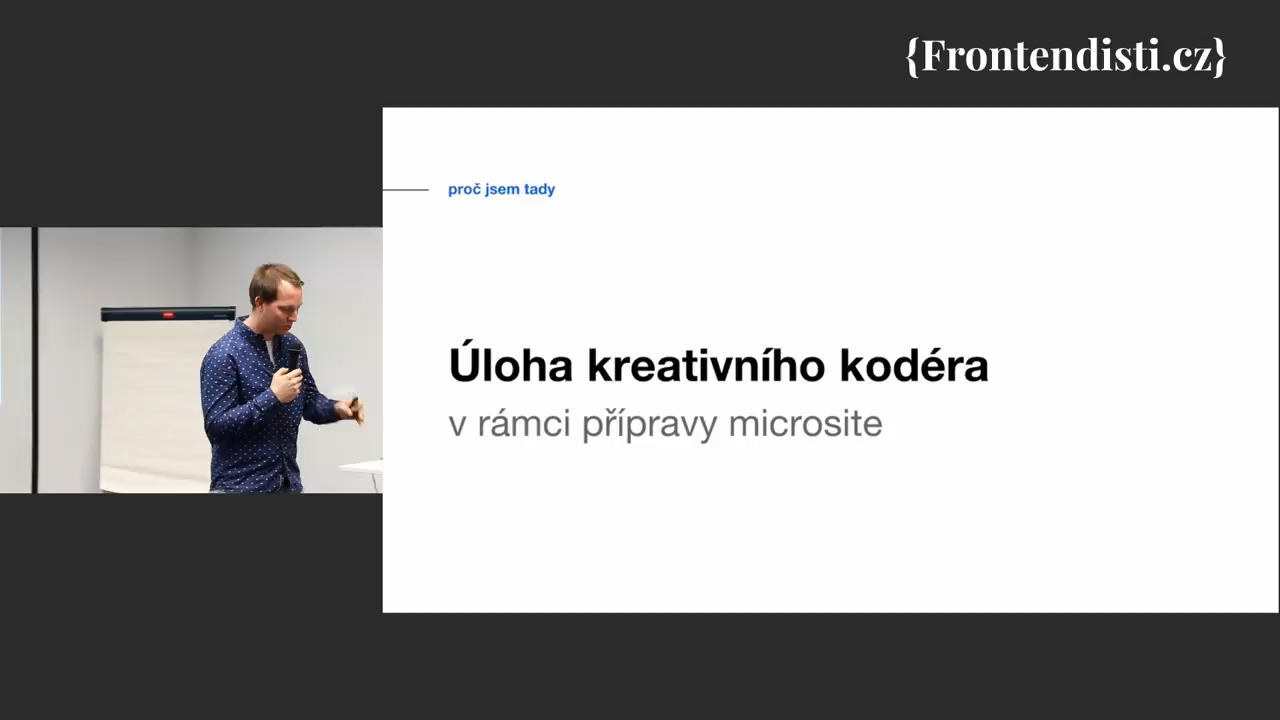 {Frontendisti.cz}
proč jsem tady
Úloha kreativního kodéra
v rámci přípravy microsite